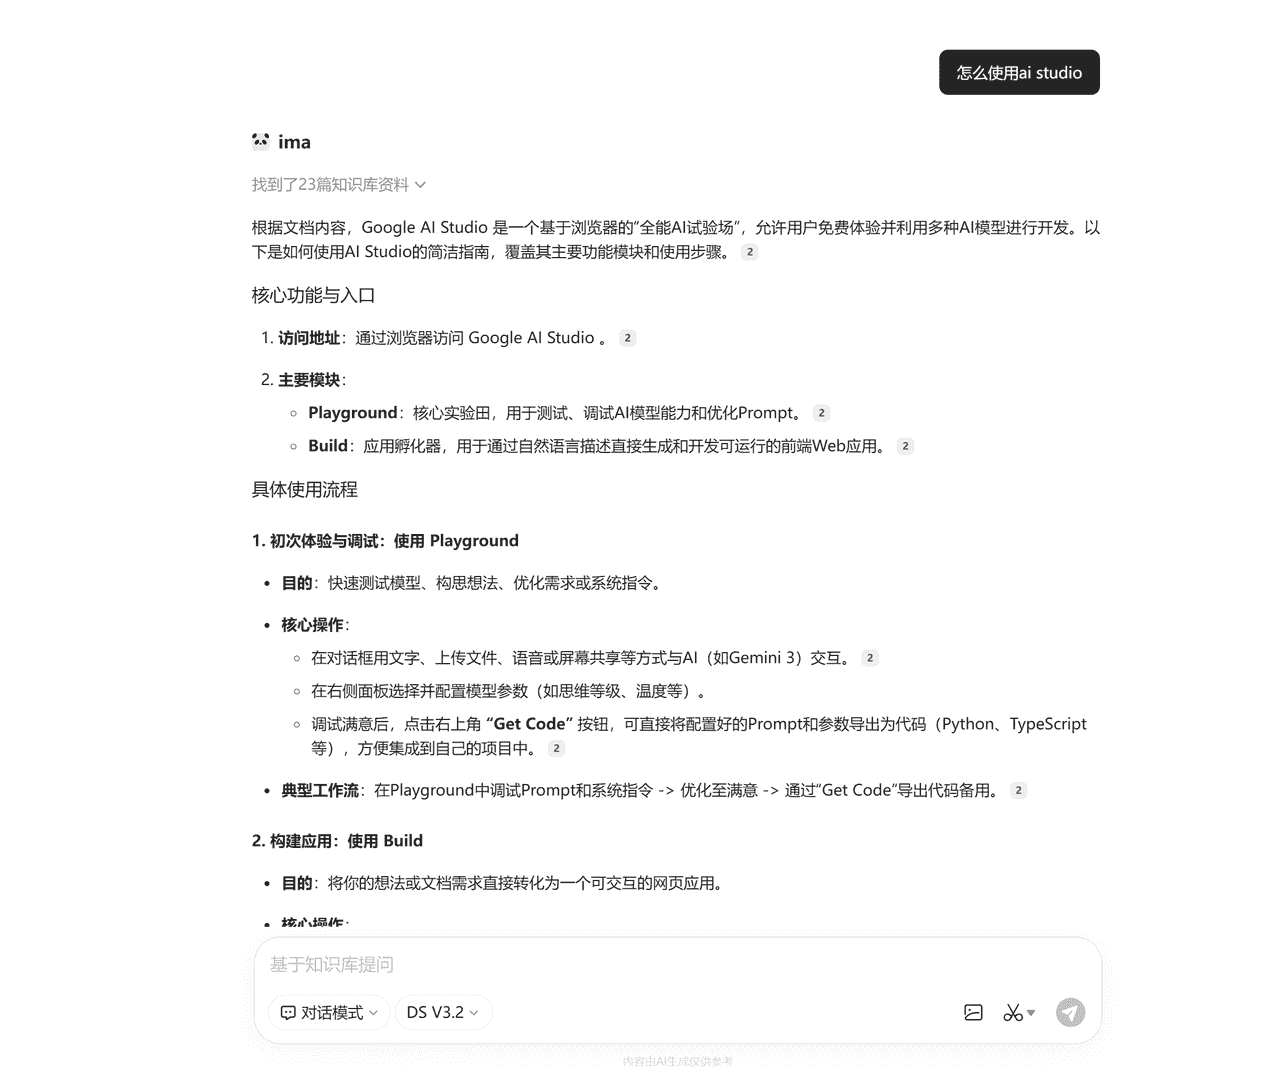 怎么使用ai studio
ima
找到了23篇知识库资料
根据文档内容，Google AI Studio 是一个基于浏览器的“全能AI试验场”，允许用户免费体验并利用多种AI模型进行开发。以
下是如何使用AI Studio的简洁指南，覆盖其主要功能模块和使用步骤。 2
核心功能与入口
1. 访问地址：通过浏览器访问 Google AI Studio 。 2
2. 主要模块：
○ Playground：核心实验田，用于测试、调试AI模型能力和优化Prompt。 2
○ Build：应用孵化器，用于通过自然语言描述直接生成和开发可运行的前端Web应用。 2
具体使用流程
1. 初次体验与调试：使用 Playground
• 目的：快速测试模型、构思想法、优化需求或系统指令。
• 核心操作：
○ 在对话框用文字、上传文件、语音或屏幕共享等方式与AI（如Gemini 3）交互。 2
○ 在右侧面板选择并配置模型参数（如思维等级、温度等）。
○ 调试满意后，点击右上角 “Get Code” 按钮，可直接将配置好的Prompt和参数导出为代码（Python、TypeScript
等），方便集成到自己的项目中。 2
• 典型工作流：在Playground中调试Prompt和系统指令 -> 优化至满意 -> 通过“Get Code”导出代码备用。 2
2. 构建应用：使用 Build
• 目的：将你的想法或文档需求直接转化为一个可交互的网页应用。
• 核心操作：
基于知识库提问
对话模式 DS V3.2
内容由AI生成仅供参考